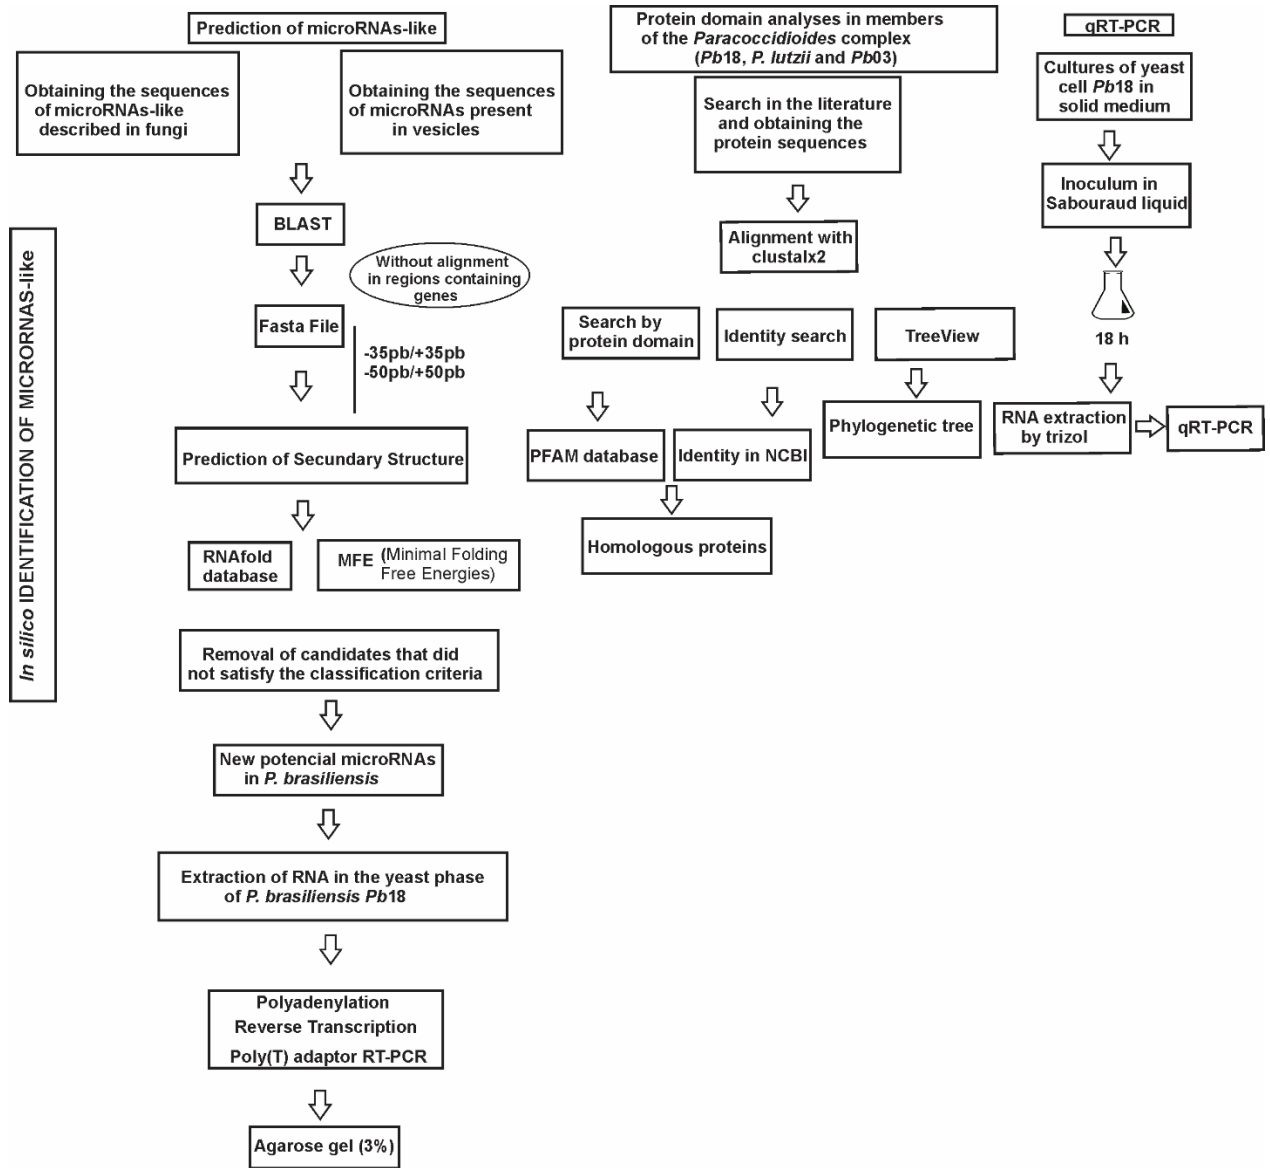 Prediction of microRNAs-like
Obtaining the sequences
of microRNAs-like
described in fungi
Obtaining the sequences
of microRNAs present
in vesicles
BLAST
Without alignment
in regions containing
genes
Fasta File
-35pb/+35pb
-50pb/+50pb
Prediction of Secundary Structure
RNAfold
database
MFE (Minimal Folding
Free Energies)
Removal of candidates that did
not satisfy the classification criteria
New potencial microRNAs
in P. brasiliensis
Extraction of RNA in the yeast phase
of P. brasiliensis Pb18
Polyadenylation
Reverse Transcription
Poly(T) adaptor RT-PCR
Agarose gel (3%)
In silico IDENTIFICATION OF MICRORNAS-like
Protein domain analyses in members
of the Paracoccidioides complex
(Pb18, P. lutzii and Pb03)
Search in the literature
and obtaining the
protein sequences
Alignment with
clustalx2
Search by
protein domain
Identity search
TreeView
PFAM database
Identity in NCBI
Phylogenetic tree
Homologous proteins
qRT-PCR
Cultures of yeast
cell Pb18 in
solid medium
Inoculum in
Sabouraud liquid
18 h
RNA extraction
by trizol
qRT-PCR